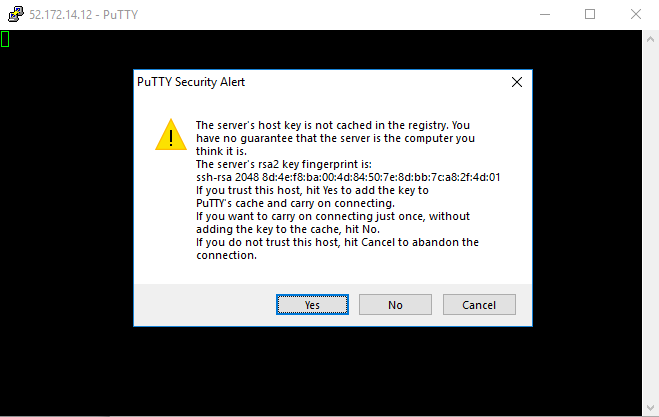 52.172.14.12 - PuTTY
PuTTY Security Alert
The server's host key is not cached in the registry. You
have no guarantee that the server is the computer you
think it is.
The server's rsa2 key fingerprint is:
ssh-rsa 2048 8d:4e:f8:ba:00:4d:84:50:7e:8d:bb:7c:a8:2f:4d:01
If you trust this host, hit Yes to add the key to
PuTTY's cache and carry on connecting.
If you want to carry on connecting just once, without
adding the key to the cache, hit No.
If you do not trust this host, hit Cancel to abandon the
connection.
Yes No Cancel